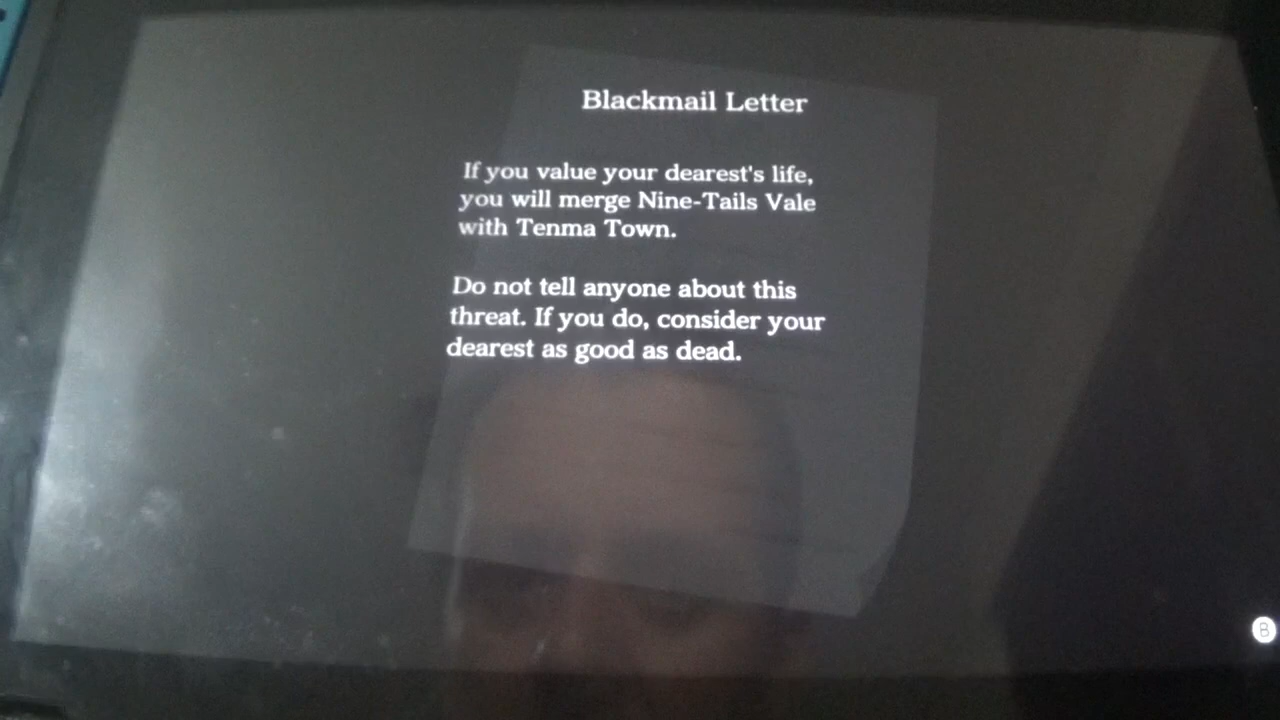 Blackmail Letter
If you value your dearest's life,
you will merge Nine-Tails Vale
with Tenma Town.
Do not tell anyone about this
threat. If you do, consider your
dearest as good as dead.
B